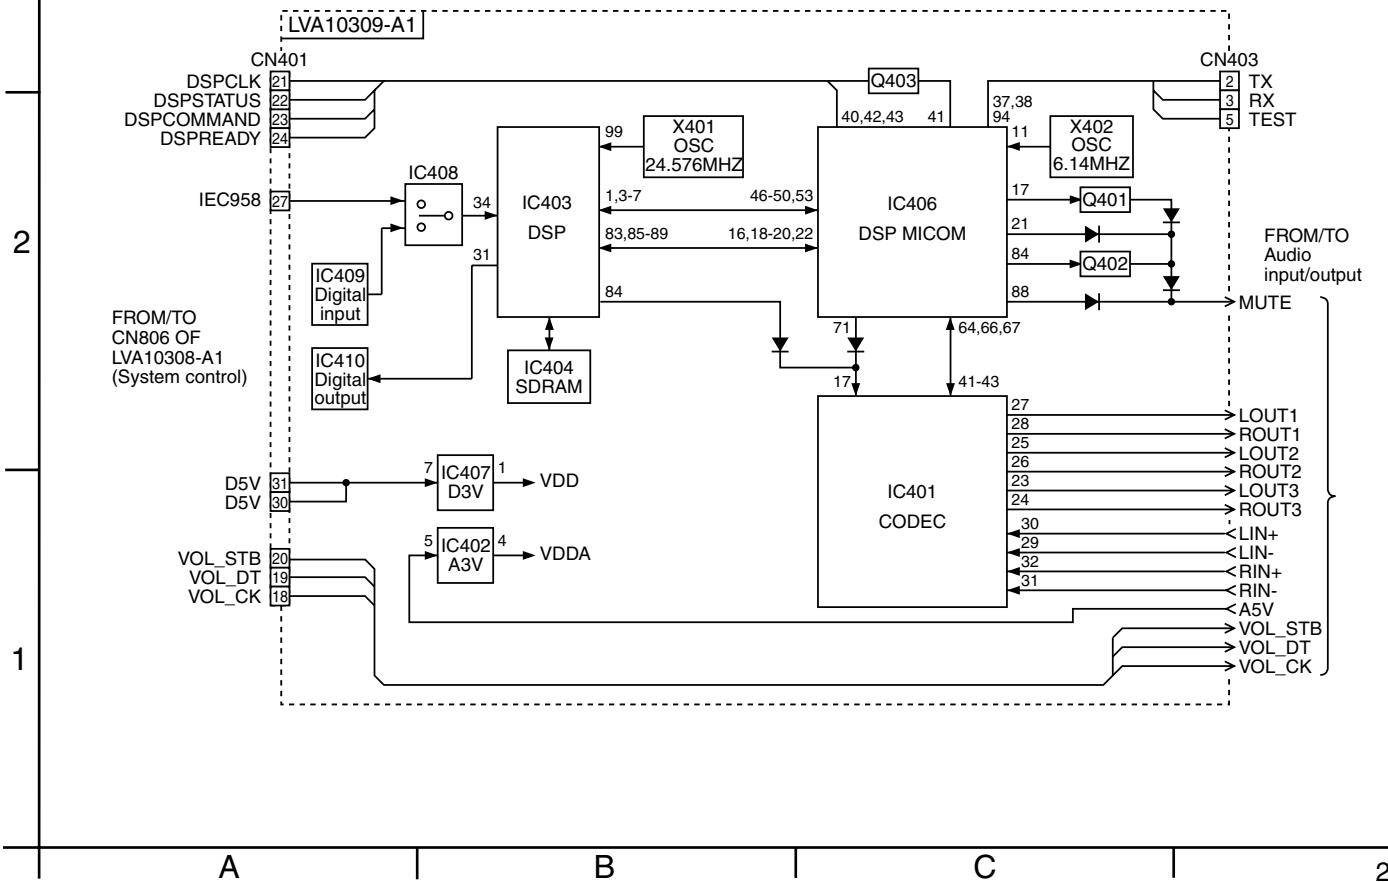 LVA10309-A1
CN401
CN403
DSPCLK 21
DSPSTATUS 22
DSPCOMMAND 23
DSPREADY 24
Q403
2 TX
3 RX
5 TEST
40,42,43
41
37,38
94
11
99
X401
OSC
24.576MHZ
X402
OSC
6.14MHZ
IEC958 27
IC408
34
31
IC403
DSP
1,3-7
46-50,53
83,85-89
16,18-20,22
84
IC406
DSP MICOM
17
Q401
21
84
Q402
88
MUTE
2
FROM/TO
Audio
input/output
IC409
Digital
input
FROM/TO
CN806 OF
LVA10308-A1
(System control)
IC410
Digital
output
IC404
SDRAM
71
64,66,67
17
41-43
IC401
CODEC
27
LOUT1
28
ROUT1
25
LOUT2
26
ROUT2
23
LOUT3
24
ROUT3
30
LIN+
29
LIN-
32
RIN+
31
RIN-
A5V
VOL_STB
VOL_DT
VOL_CK
D5V 31
D5V 30
7
IC407
D3V
1
VDD
5
IC402
A3V
4
VDDA
VOL_STB 20
VOL_DT 19
VOL_CK 18
1
A
B
C
2